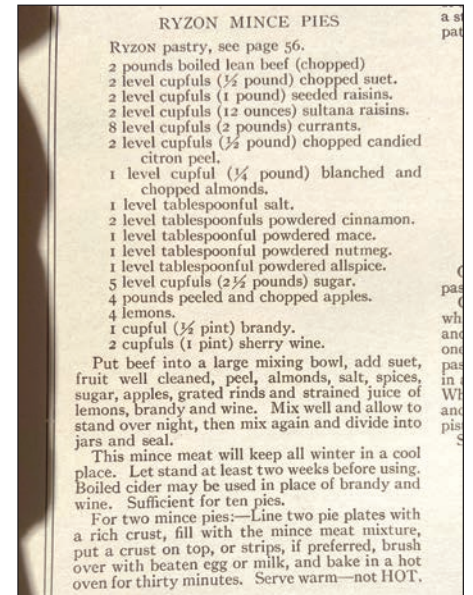 RYZON MINCE PIES
RYZON pastry, see page 56.
2 pounds boiled lean beef (chopped)
2 level cupfuls (½ pound) chopped suet.
2 level cupfuls (1 pound) seeded raisins.
2 level cupfuls (12 ounces) sultana raisins.
8 level cupfuls (2 pounds) currants.
2 level cupfuls (½ pound) chopped candied
citron peel.
1 level cupful (¼ pound) blanched and
chopped almonds.
1 level tablespoonful salt.
2 level tablespoonfuls powdered cinnamon.
1 level tablespoonful powdered mace.
1 level tablespoonful powdered nutmeg.
1 level tablespoonful powdered allspice.
5 level cupfuls (2½ pounds) sugar.
4 pounds peeled and chopped apples.
4 lemons.
1 cupful (½ pint) brandy.
2 cupfuls (1 pint) sherry wine.
Put beef into a large mixing bowl, add suet,
fruit well cleaned, peel, almonds, salt, spices,
sugar, apples, grated rinds and strained juice of
lemons, brandy and wine. Mix well and allow to
stand over night, then mix again and divide into
jars and seal.
This mince meat will keep all winter in a cool
place. Let stand at least two weeks before using.
Boiled cider may be used in place of brandy and
wine. Sufficient for ten pies.
For two mince pies:—Line two pie plates with
a rich crust, fill with the mince meat mixture,
put a crust on top, or strips, if preferred, brush
over with beaten egg or milk, and bake in a hot
oven for thirty minutes. Serve warm—not HOT.